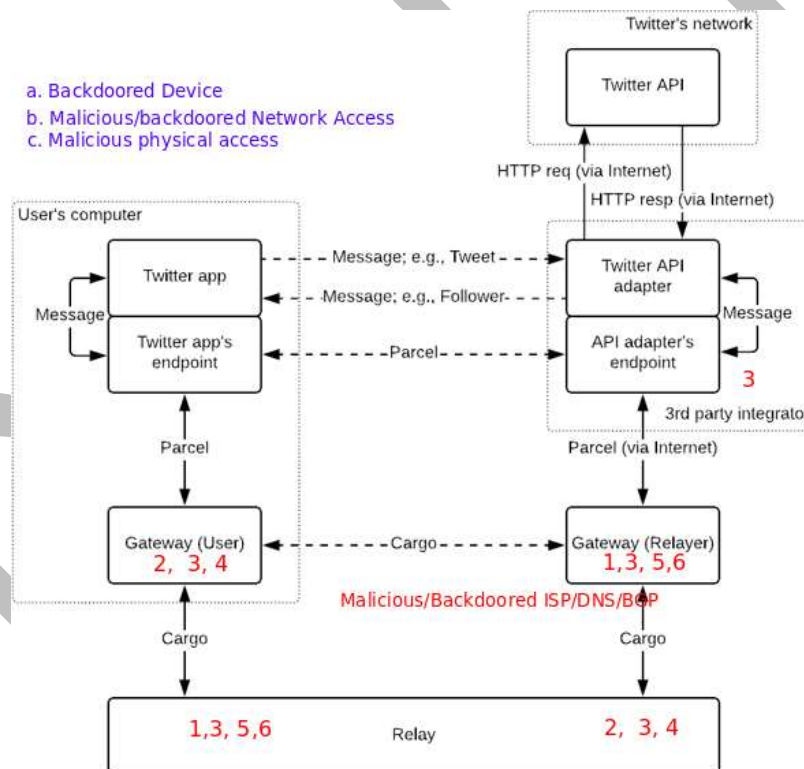 Twitter's network
Twitter API
a. Backdoored Device
b. Malicious/backdoored Network Access
c. Malicious physical access
HTTP req (via Internet)
HTTP resp (via Internet)
User's computer
Twitter app
Message; e.g., Tweet
Twitter API
adapter
Message; e.g., Follower
Message
Message
Twitter app's
endpoint
Parcel
API adapter's
endpoint
3
3rd party integrato
Parcel
Parcel (via Internet)
Gateway (User)
2, 3, 4
Cargo
Gateway (Relayer)
1,3, 5,6
Malicious/Backdoored ISP/DNS/BGP
Cargo
Cargo
1,3, 5,6
Relay
2, 3, 4